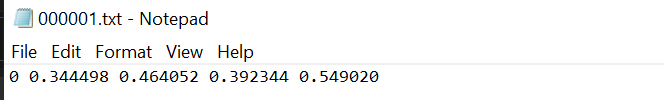 000001.txt - Notepad
File Edit Format View Help
0 0.344498 0.464052 0.392344 0.549020